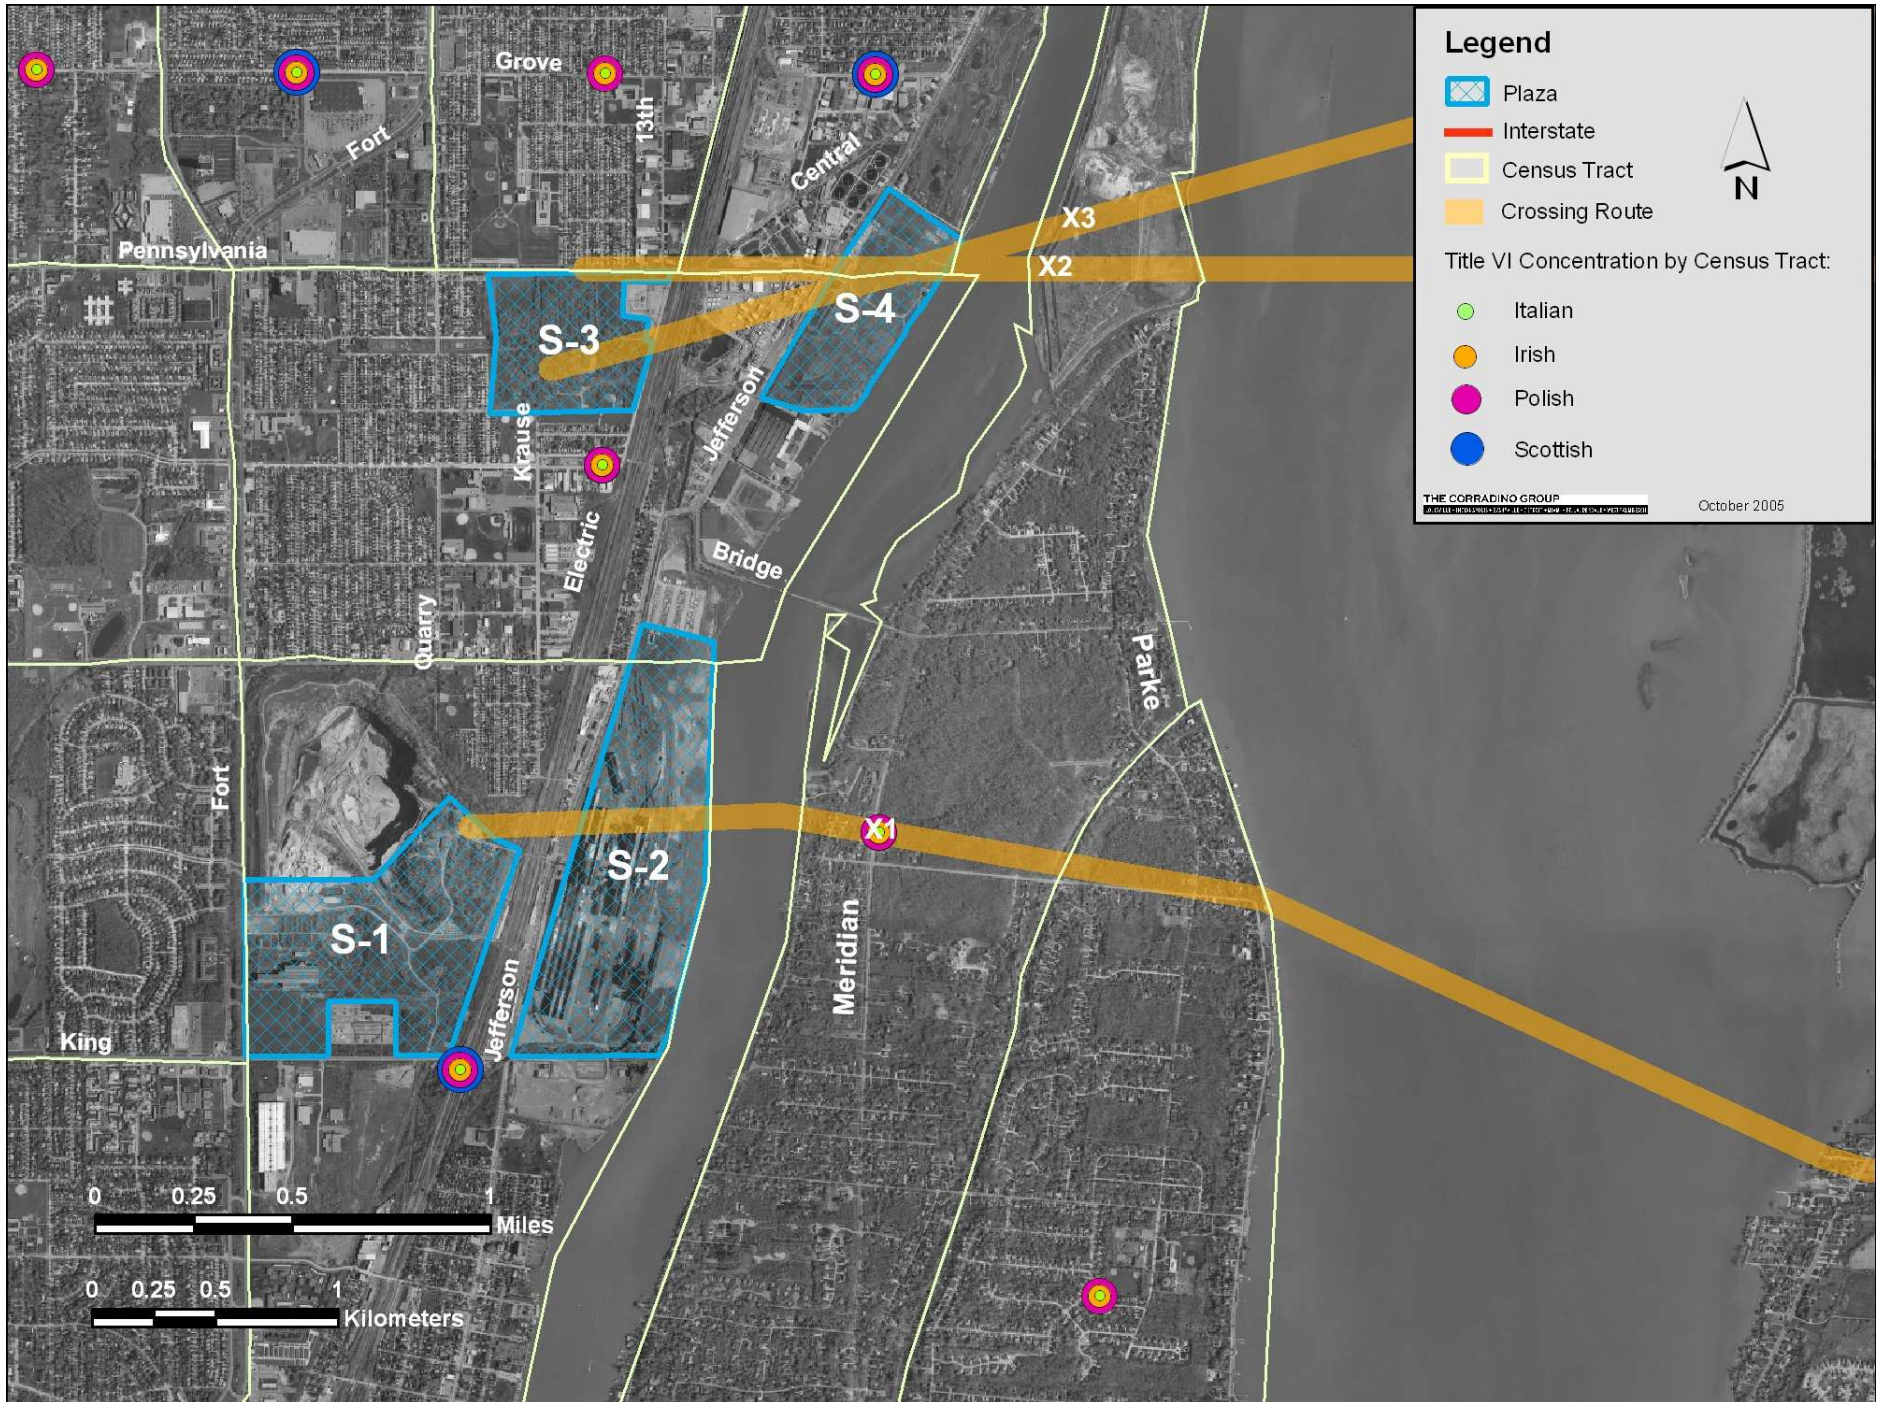 Legend
Plaza
Interstate
Census Tract
Crossing Route
N
Title VI Concentration by Census Tract:
Italian
Irish
Polish
Scottish
THE CORRADINO GROUP
October 2005
Grove
13th
Fort
Central
Pennsylvania
X3
X2
S-3
S-4
Krause
Jefferson
Electric
Bridge
Quarry
Parke
Fort
X1
S-2
S-1
Meridian
Jefferson
King
0 0.25 0.5 1
Miles
0 0.25 0.5 1
Kilometers